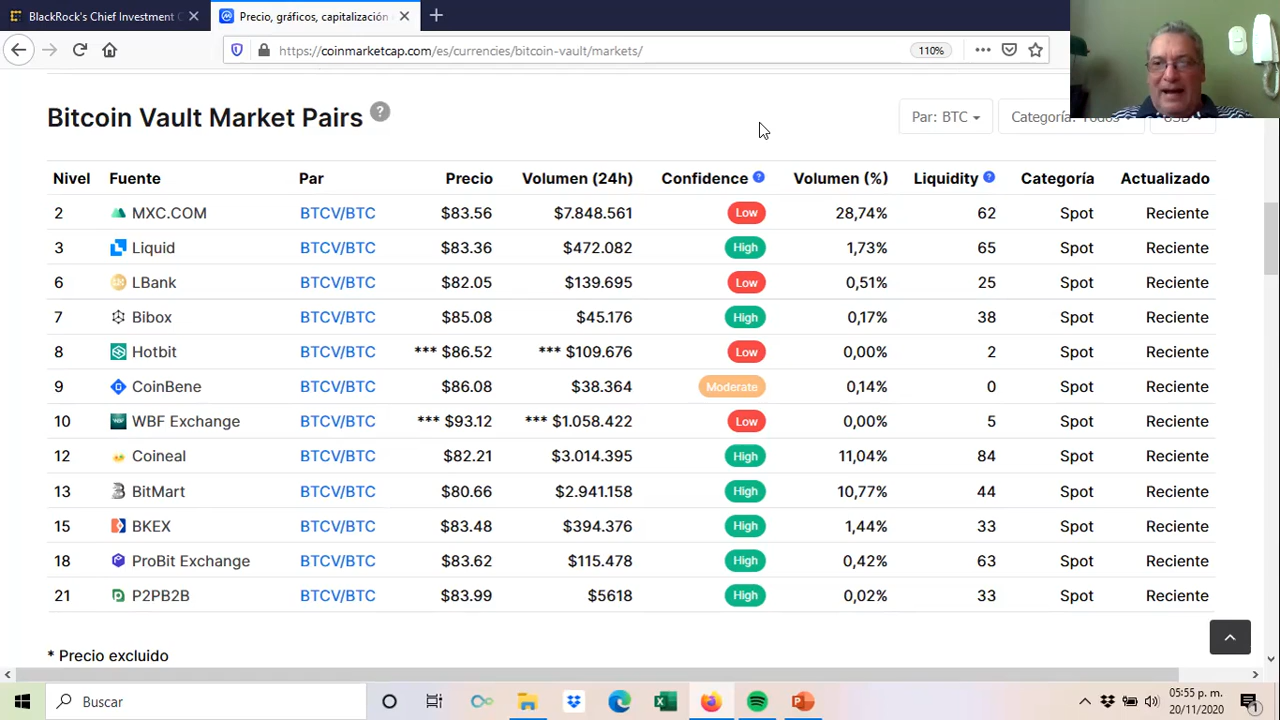 BlackRock's Chief Investment
Precio, gráficos, capitalización
https://coinmarketcap.com/es/currencies/bitcoin-vault/markets/
110%
Bitcoin Vault Market Pairs ?
Par: BTC
Categoría: Todos
USD
Nivel Fuente Par Precio Volumen (24h) Confidence ? Volumen (%) Liquidity ? Categoría Actualizado
2 MXC.COM BTCV/BTC $83.56 $7.848.561 Low 28,74% 62 Spot Reciente
3 Liquid BTCV/BTC $83.36 $472.082 High 1,73% 65 Spot Reciente
6 LBank BTCV/BTC $82.05 $139.695 Low 0,51% 25 Spot Reciente
7 Bibox BTCV/BTC $85.08 $45.176 High 0,17% 38 Spot Reciente
8 Hotbit BTCV/BTC *** $86.52 *** $109.676 Low 0,00% 2 Spot Reciente
9 CoinBene BTCV/BTC $86.08 $38.364 Moderate 0,14% 0 Spot Reciente
10 WBF Exchange BTCV/BTC *** $93.12 *** $1.058.422 Low 0,00% 5 Spot Reciente
12 Coineal BTCV/BTC $82.21 $3.014.395 High 11,04% 84 Spot Reciente
13 BitMart BTCV/BTC $80.66 $2.941.158 High 10,77% 44 Spot Reciente
15 BKEX BTCV/BTC $83.48 $394.376 High 1,44% 33 Spot Reciente
18 ProBit Exchange BTCV/BTC $83.62 $115.478 High 0,42% 63 Spot Reciente
21 P2PB2B BTCV/BTC $83.99 $5618 High 0,02% 33 Spot Reciente
* Precio excluido
Buscar
05:55 p. m.
20/11/2020
1